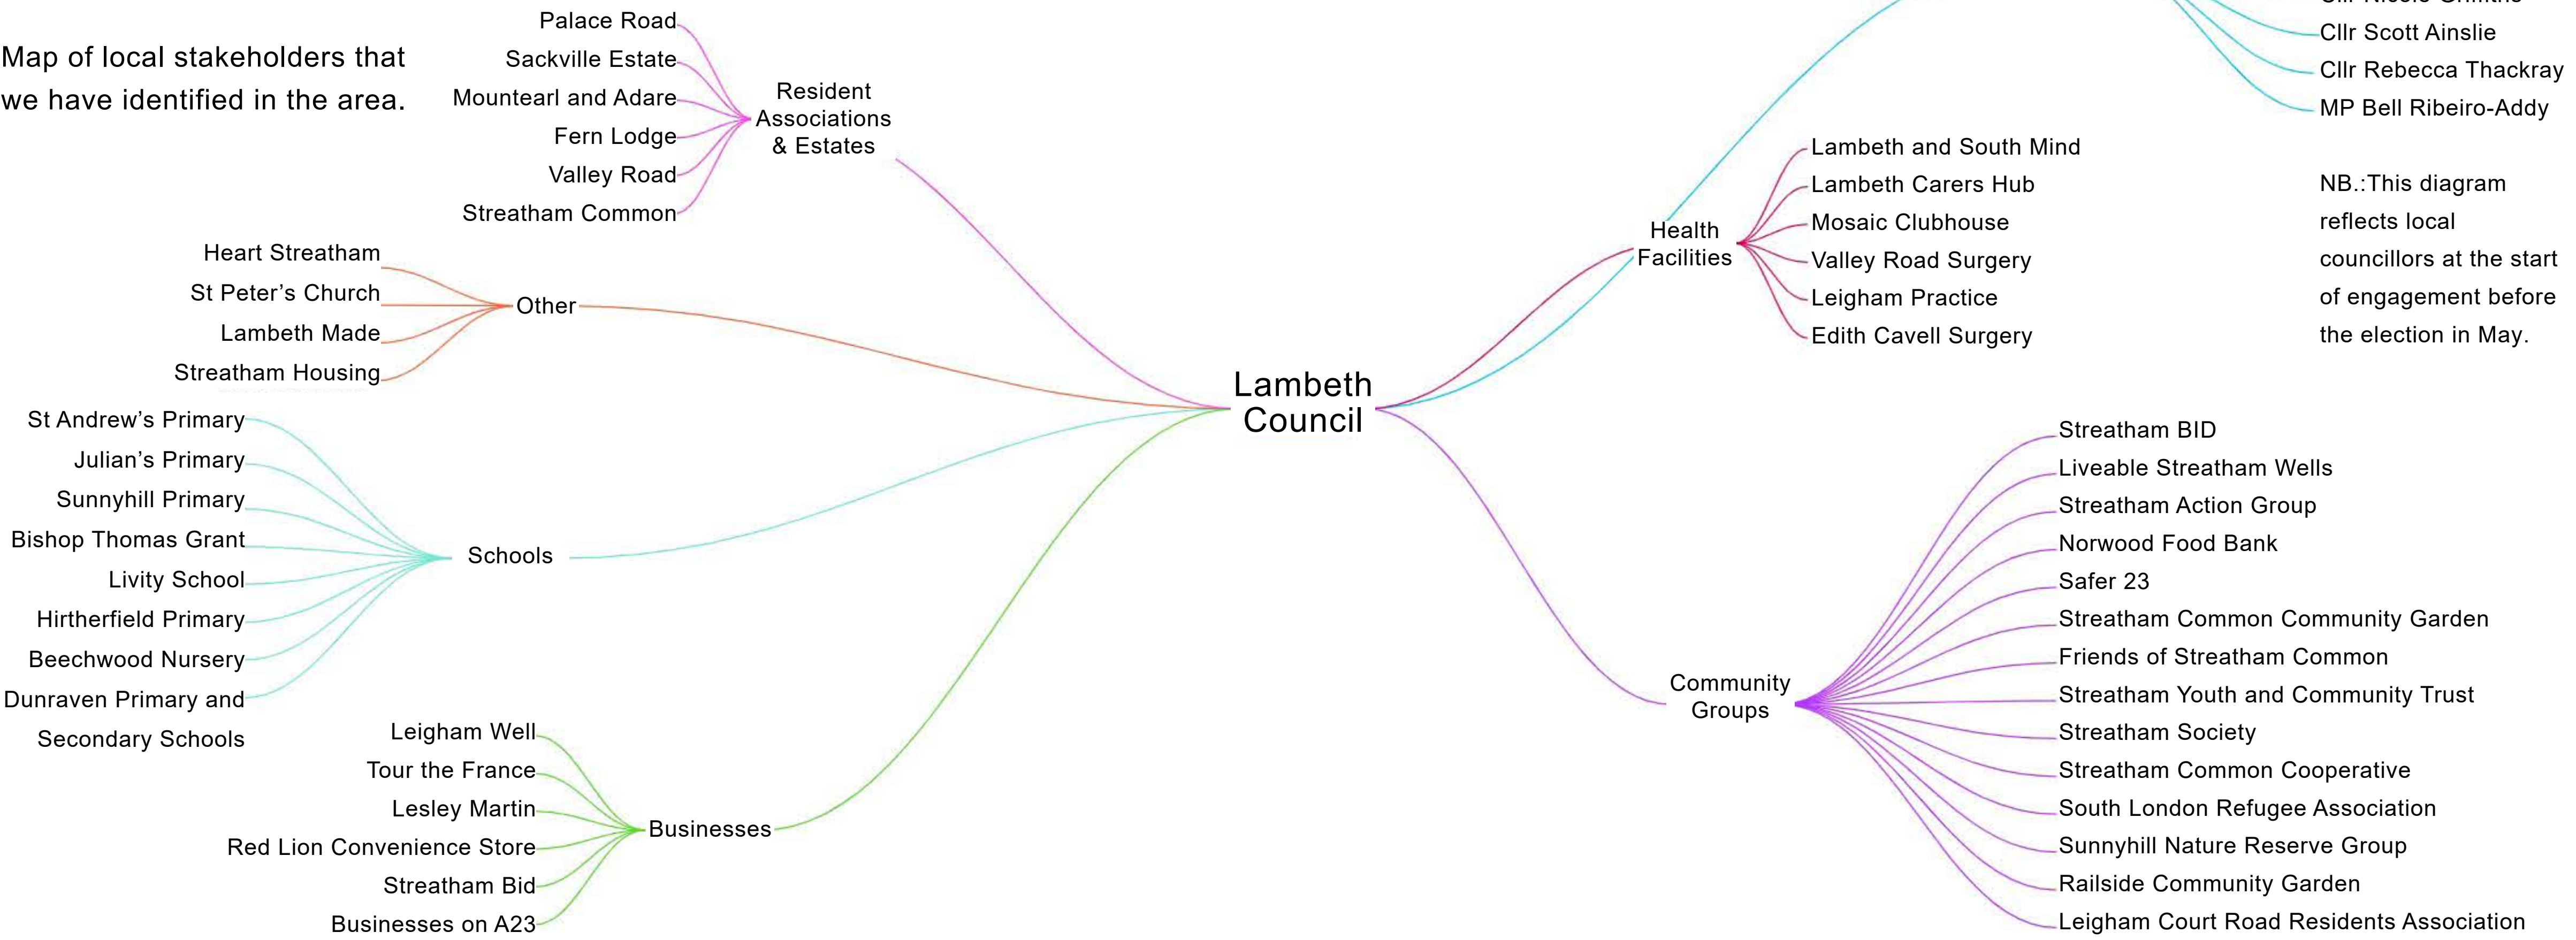 Map of local stakeholders that
we have identified in the area.
Palace Road
Sackville Estate
Mountearl and Adare
Fern Lodge
Valley Road
Streatham Common
Resident
Associations
& Estates
Heart Streatham
St Peter’s Church
Lambeth Made
Streatham Housing
Other
St Andrew’s Primary
Julian’s Primary
Sunnyhill Primary
Bishop Thomas Grant
Livity School
Hirtherfield Primary
Beechwood Nursery
Dunraven Primary and
Secondary Schools
Schools
Leigham Well
Tour the France
Lesley Martin
Red Lion Convenience Store
Streatham Bid
Businesses on A23
Businesses
Lambeth
Council
Cllr Scott Ainslie
Cllr Rebecca Thackray
MP Bell Ribeiro-Addy
Health
Facilities
Lambeth and South Mind
Lambeth Carers Hub
Mosaic Clubhouse
Valley Road Surgery
Leigham Practice
Edith Cavell Surgery
NB.:This diagram
reflects local
councillors at the start
of engagement before
the election in May.
Community
Groups
Streatham BID
Liveable Streatham Wells
Streatham Action Group
Norwood Food Bank
Safer 23
Streatham Common Community Garden
Friends of Streatham Common
Streatham Youth and Community Trust
Streatham Society
Streatham Common Cooperative
South London Refugee Association
Sunnyhill Nature Reserve Group
Railside Community Garden
Leigham Court Road Residents Association